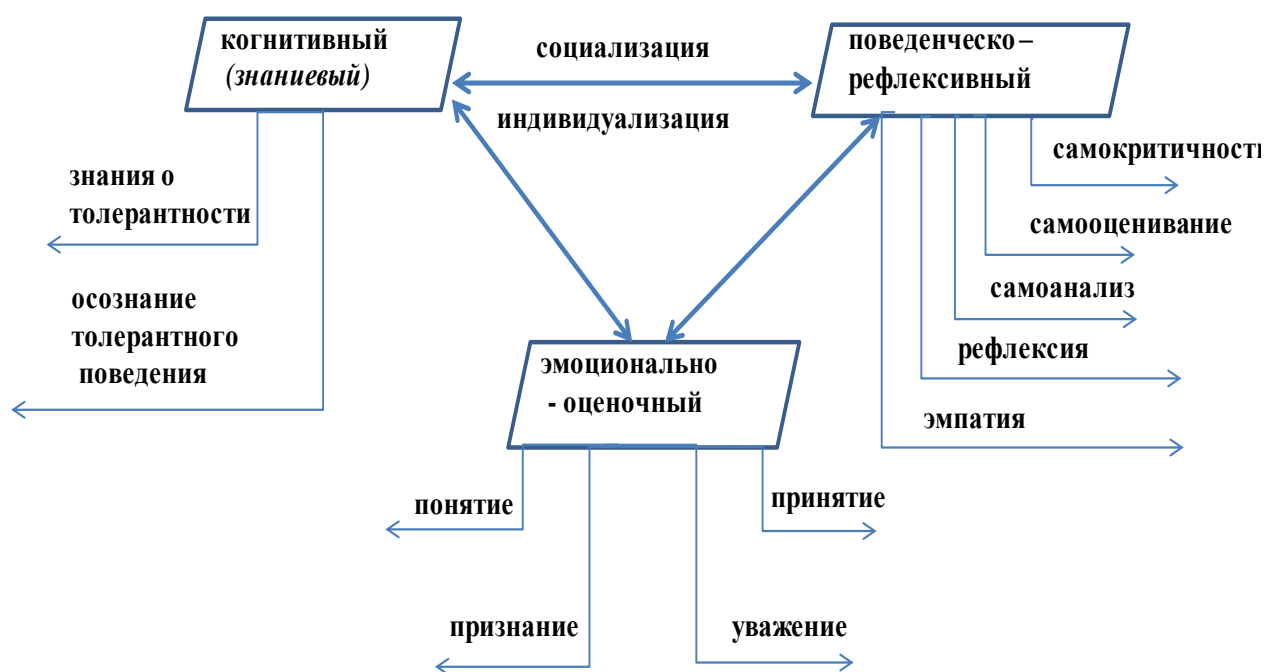 когнитивный
(знаниевый)
социализация
индивидуализация
поведенческо –
рефлексивный
знания о
толерантности
осознание
толерантного
поведения
самокритичность
самооценивание
самоанализ
рефлексия
эмпатия
эмоционально
- оценочный
понятие
принятие
признание
уважение